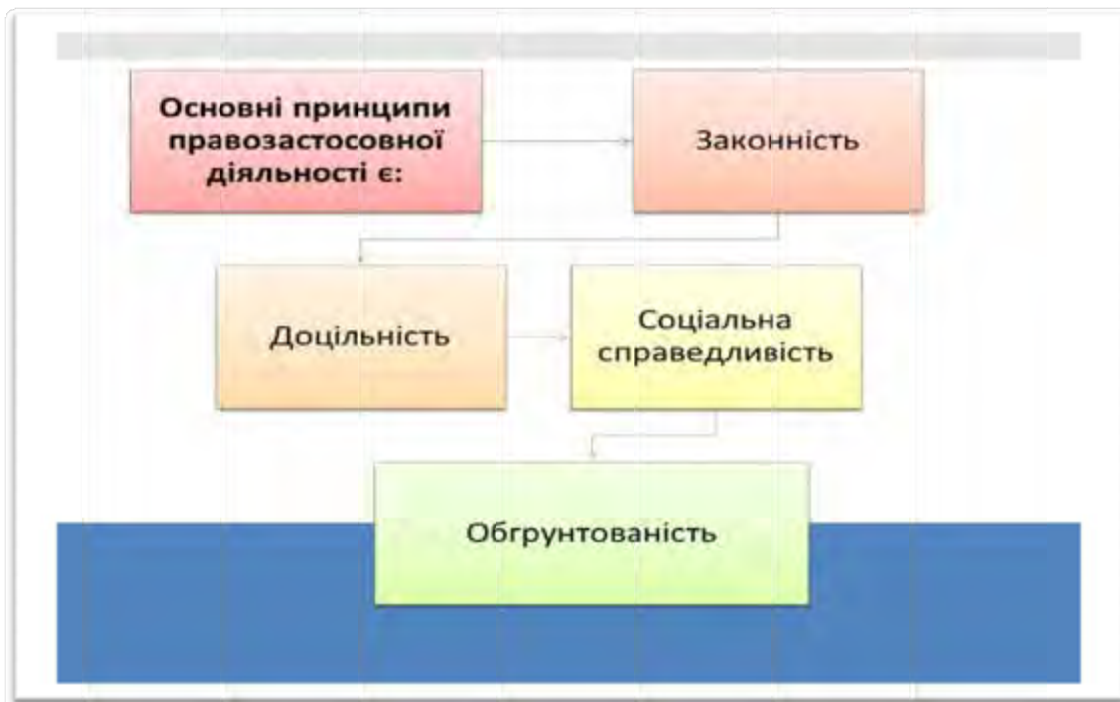 Основні принципи
правозастосовної
діяльності є:
Законність
Доцільність
Соціальна
справедливість
Обгрунтованість